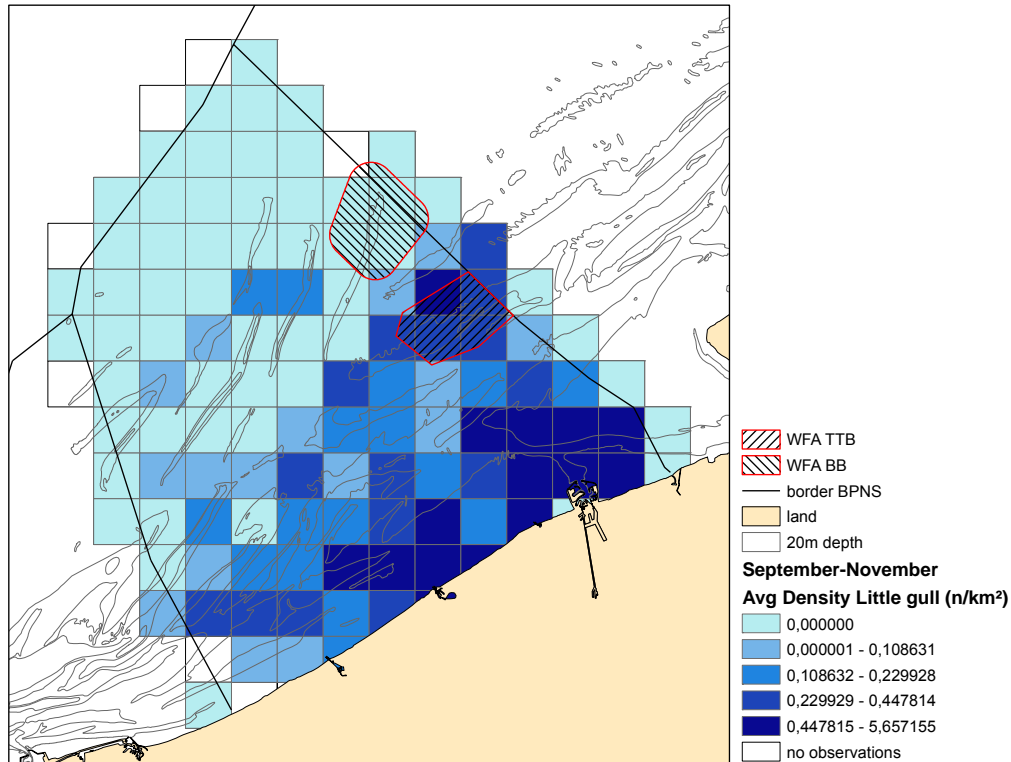 WFA TTB
WFA BB
border BPNS
land
20m depth
September-November
Avg Density Little gull (n/km²)
0,000000
0,000001 - 0,108631
0,108632 - 0,229928
0,229929 - 0,447814
0,447815 - 5,657155
no observations